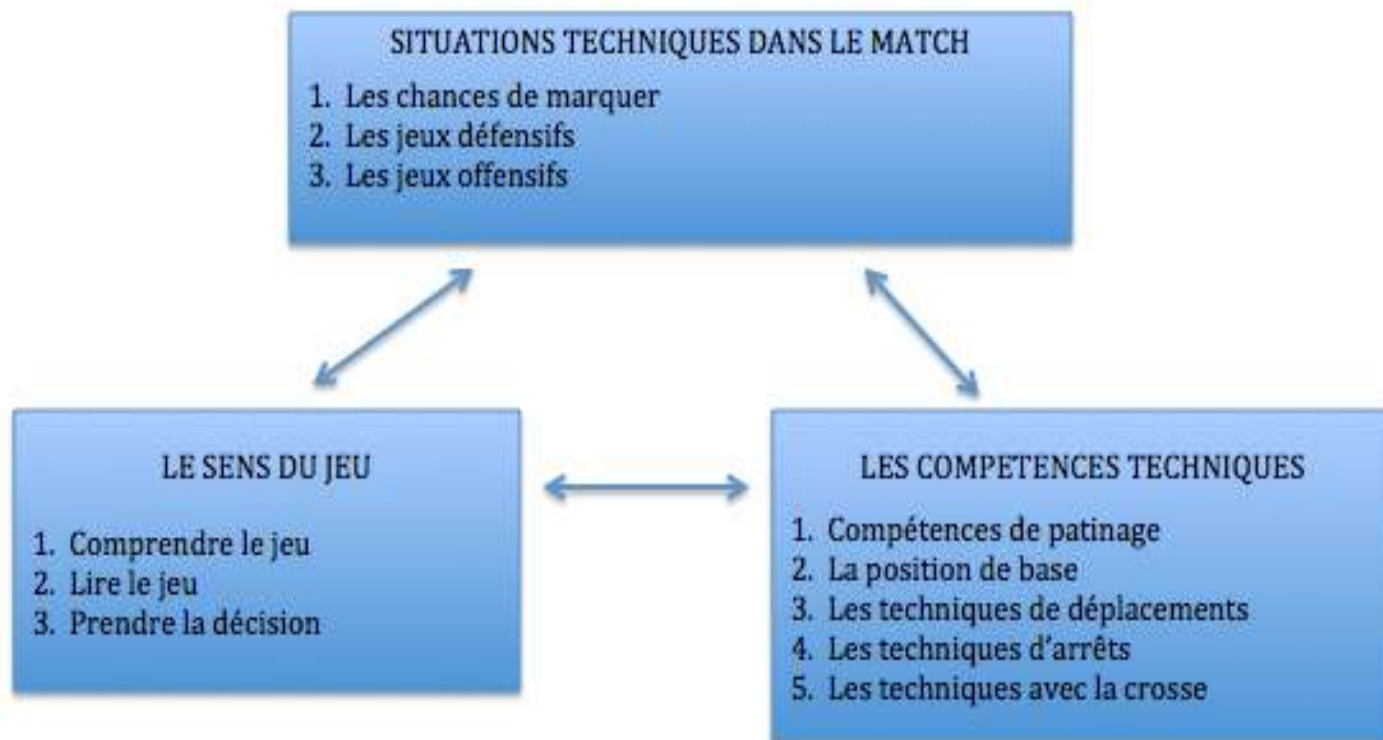 SITUATIONS TECHNIQUES DANS LE MATCH
1. Les chances de marquer
2. Les jeux défensifs
3. Les jeux offensifs
LE SENS DU JEU
1. Comprendre le jeu
2. Lire le jeu
3. Prendre la décision
LES COMPETENCES TECHNIQUES
1. Compétences de patinage
2. La position de base
3. Les techniques de déplacements
4. Les techniques d'arrêts
5. Les techniques avec la crosse